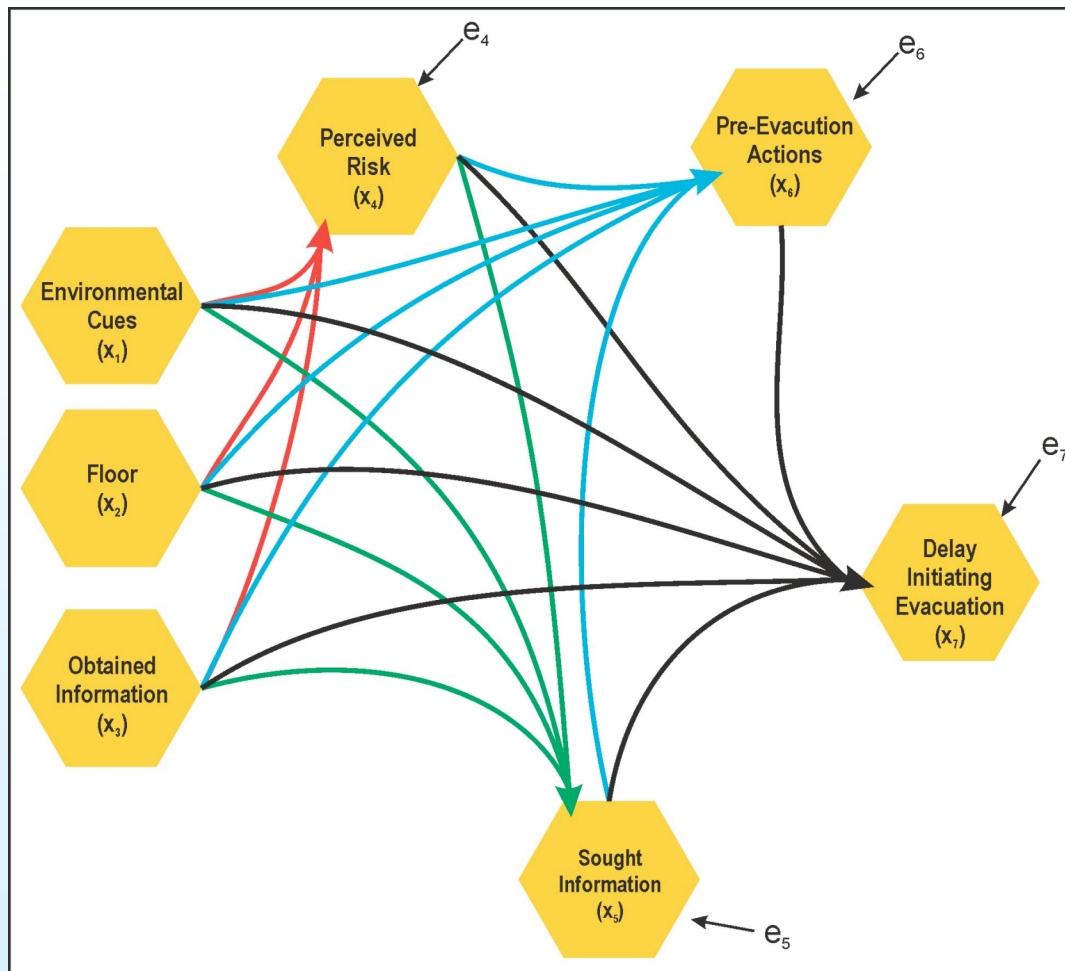 e₄
e₆
Perceived
Risk
(x₄)
Pre-Evacution
Actions
(x₆)
Environmental
Cues
(x₁)
Floor
(x₂)
e₇
Delay
Initiating
Evacuation
(x₇)
Obtained
Information
(x₃)
Sought
Information
(x₅)
e₅